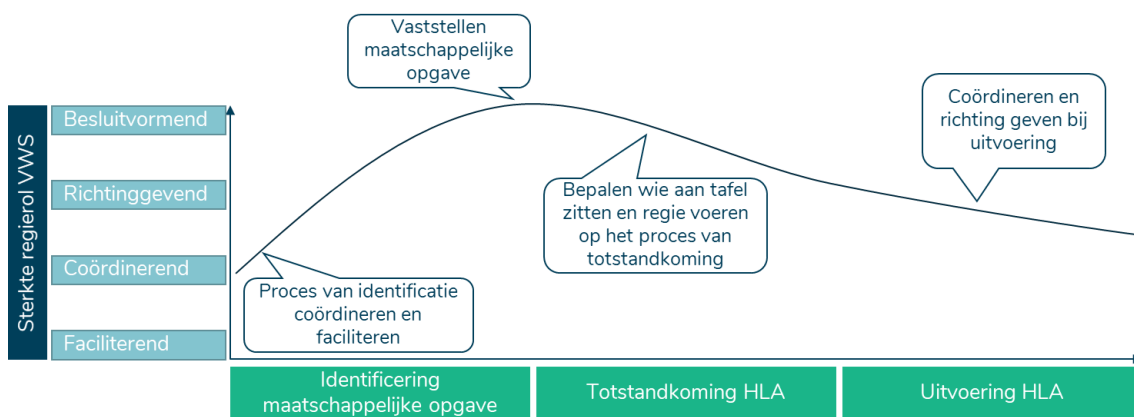 Vaststellen
maatschappelijke
opgave
Sterkte regierol VWS
Besluitvormend
Richtinggevend
Coördinerend
Faciliterend
Coördineren en
richting geven bij
uitvoering
Bepalen wie aan tafel
zitten en regie voeren
op het proces van
totstandkoming
Proces van identificatie
coördineren en
faciliteren
Identificering
maatschappelijke opgave
Totstandkoming HLA
Uitvoering HLA